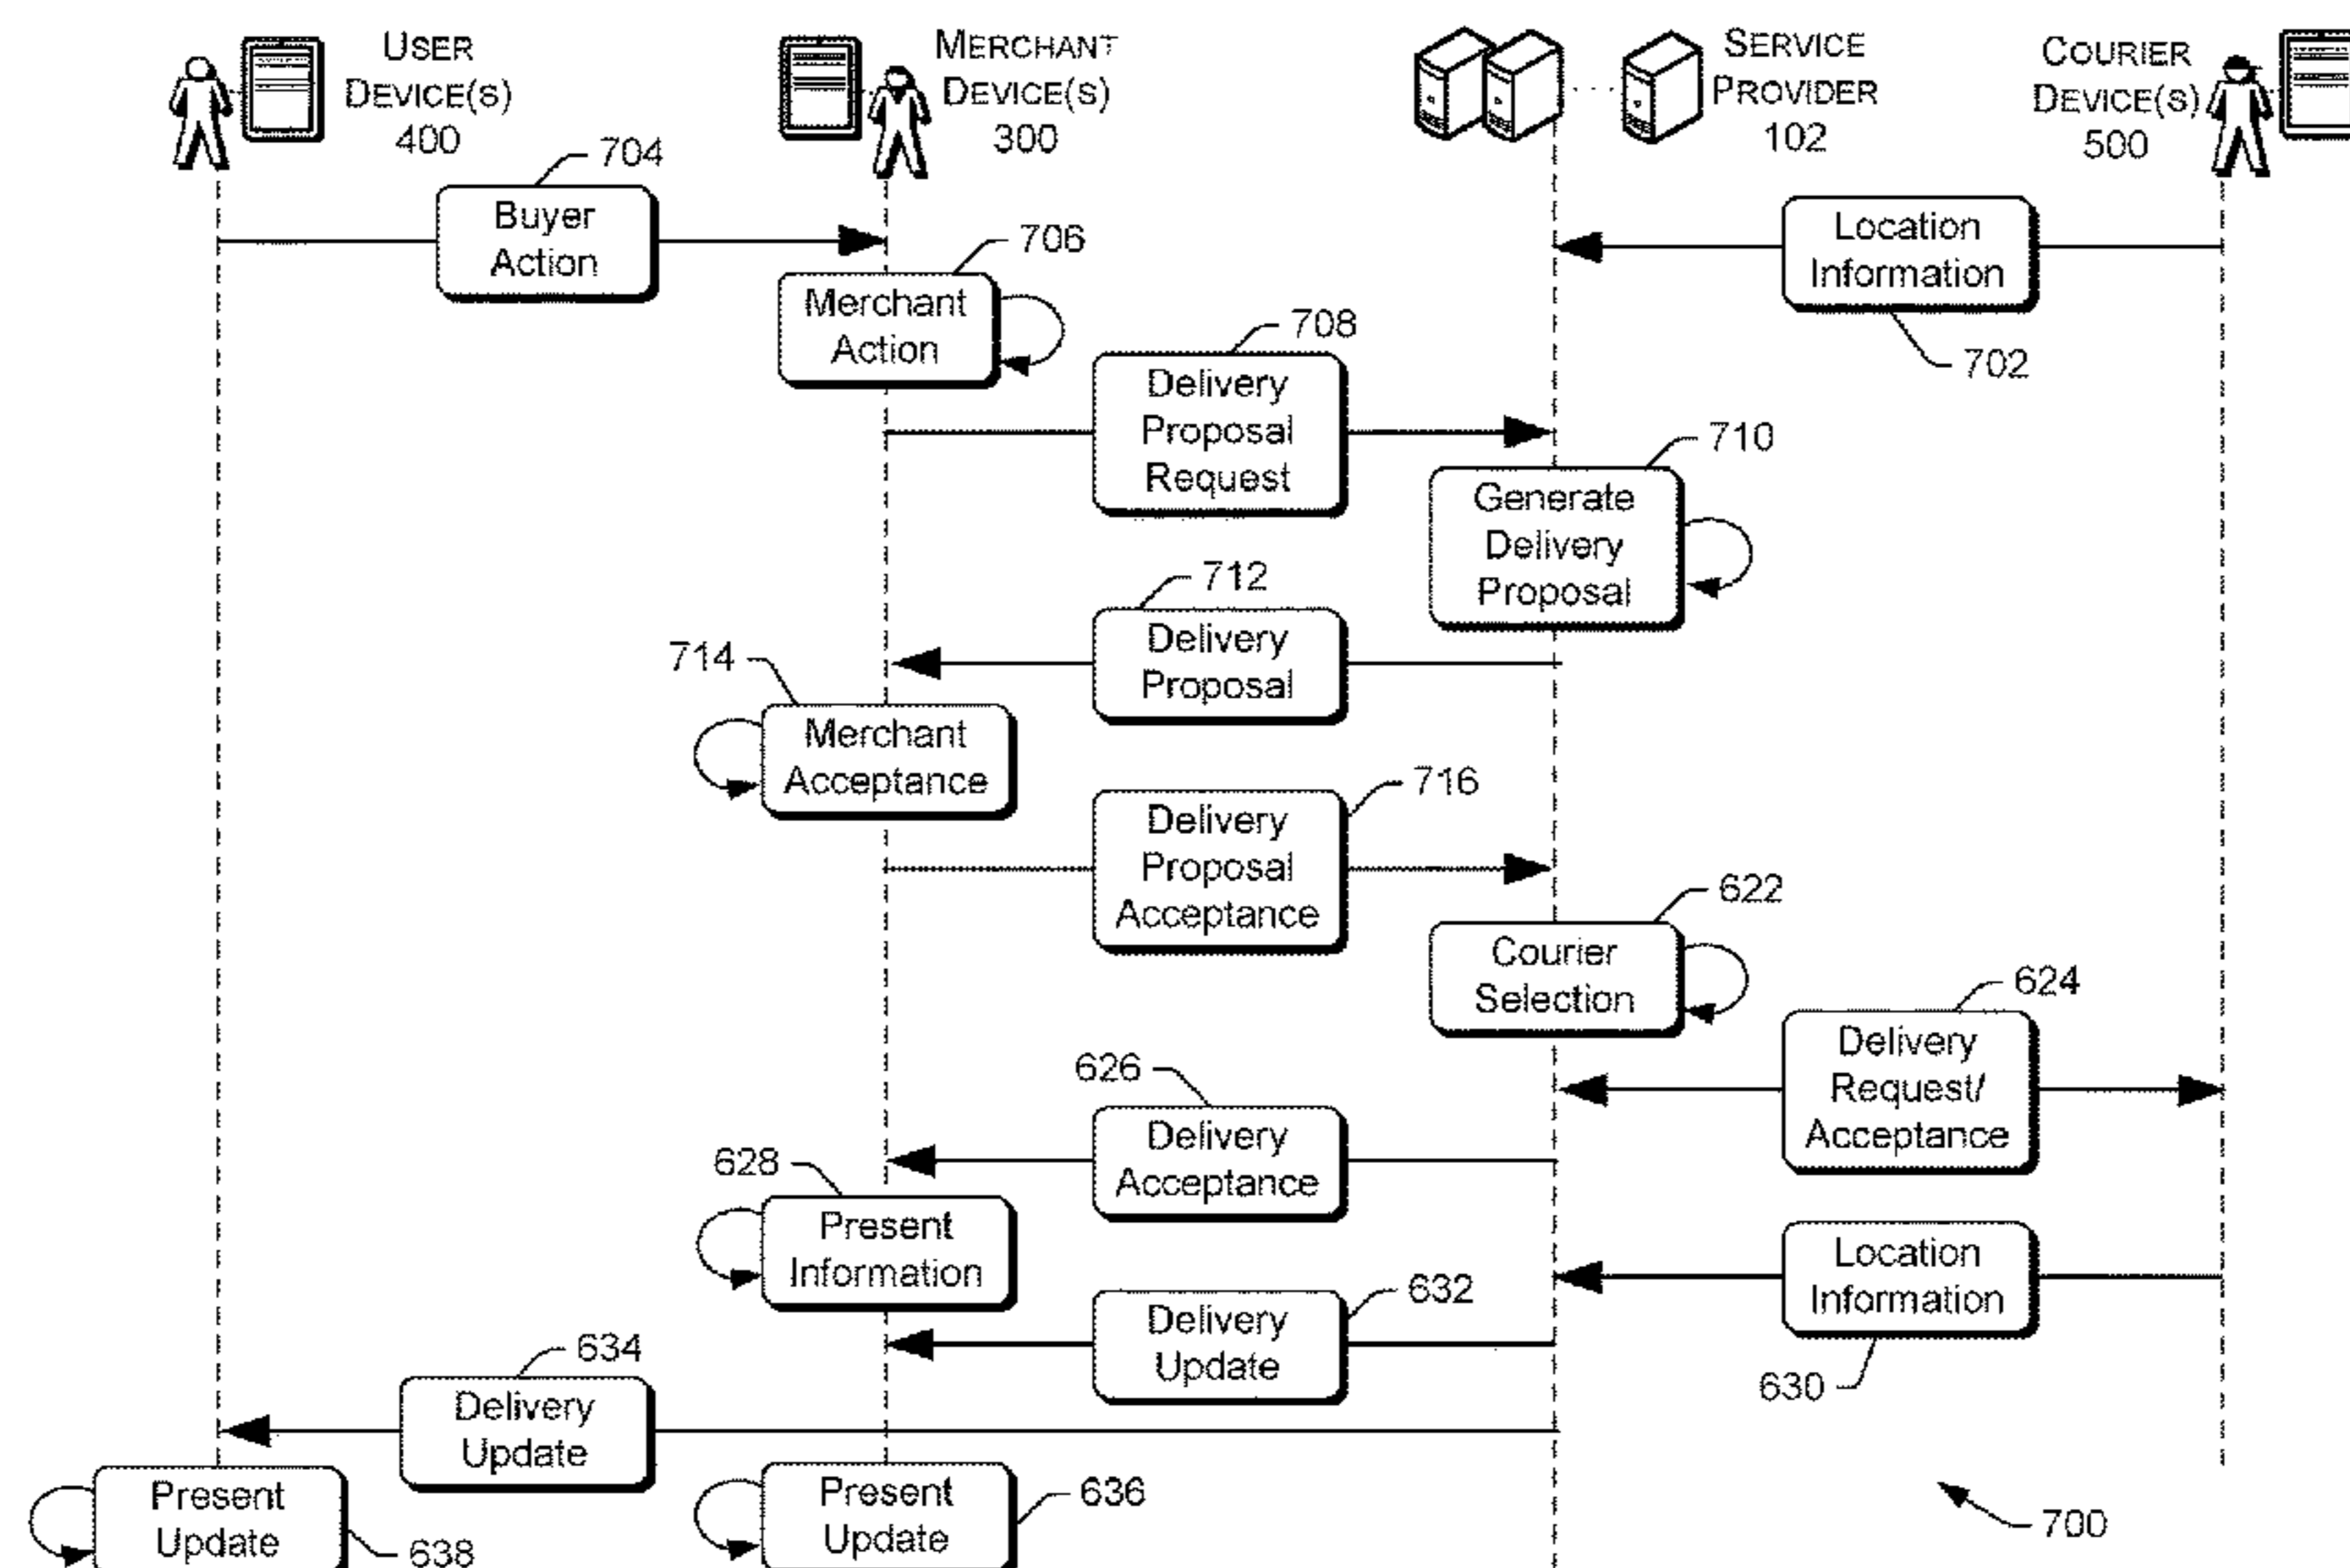 USER
DEVICE(S)
400
MERCHANT
DEVICE(S)
300
SERVICE
PROVIDER
102
COURIER
DEVICE(S)
500
704
Buyer
Action
Location
Information
702
706
Merchant
Action
708
Delivery
Proposal
Request
710
Generate
Delivery
Proposal
712
Delivery
Proposal
714
Merchant
Acceptance
716
Delivery
Proposal
Acceptance
622
Courier
Selection
624
Delivery
Request/
Acceptance
626
Delivery
Acceptance
628
Present
Information
Location
Information
630
632
Delivery
Update
634
Delivery
Update
Present
Update
638
Present
Update
636
700